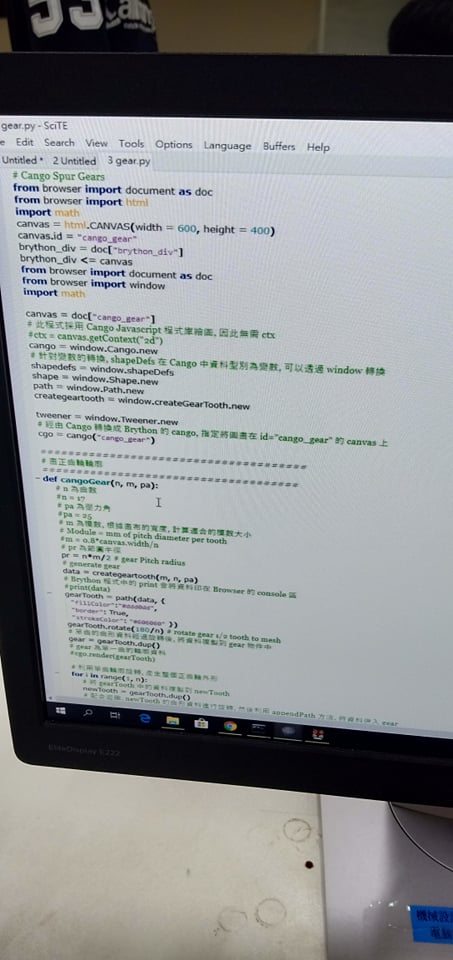 gear.py - SciTE
Edit Search View Tools Options Language Buffers Help
Untitled * 2 Untitled 3 gear.py
# Cango Spur Gears
from browser import document as doc
from browser import html
import math
canvas = html.CANVAS(width = 600, height = 400)
canvas.id = "cango_gear"
brython_div = doc["brython_div"]
brython_div <= canvas
from browser import document as doc
from browser import window
import math
canvas = doc["cango_gear"]
# 此程式採用 Cango Javascript 程式庫繪圖, 因此無需 ctx
#ctx = canvas.getContext("2d")
cango = window.Cango.new
# 針對變數的轉換, shapeDefs 在 Cango 中資料型別為變數, 可以透過 window 轉換
shapedefs = window.shapeDefs
shape = window.Shape.new
path = window.Path.new
creategeartooth = window.createGearTooth.new
tweener = window.Tweener.new
# 經由 Cango 轉換成 Brython 的 cango, 指定將圖畫在 id="cango_gear" 的 canvas 上
cgo = cango("cango_gear")
# 畫正齒輪輪廓
def cangoGear(n, m, pa):
# n 為齒數
#n = 17
# pa 為壓力角
#pa = 25
# m 為模數, 根據畫布的寬度, 計算適合的模數大小
# Module = mm of pitch diameter per tooth
#m = 0.8*canvas.width/n
# pr 為節圓半徑
pr = n*m/2 # gear Pitch radius
# generate gear
data = creategeartooth(m, n, pa)
# Brython 程式中的 print 會將資料印在 Browser 的 console 區
#print(data)
gearTooth = path(data, {
"fillColor":"#ddd0dd",
"border": True,
"strokeColor": "#606060" })
gearTooth.rotate(180/n) # rotate gear 1/2 tooth to mesh
# 單齒的齒形資料經過旋轉後, 將資料複製到 gear 物件中
gear = gearTooth.dup()
# gear 為單一齒的輪廓資料
#cgo.render(gearTooth)
# 利用單齒輪廓旋轉, 產生整個正齒輪外形
for i in range(1, n):
# 將 gearTooth 中的資料複製到 newTooth
newTooth = gearTooth.dup()
# 配合迴圈, newTooth 的齒形資料進行旋轉, 然後利用 appendPath 方法, 將資料併入 gear
EliteDisplay E222
機械設
電腦